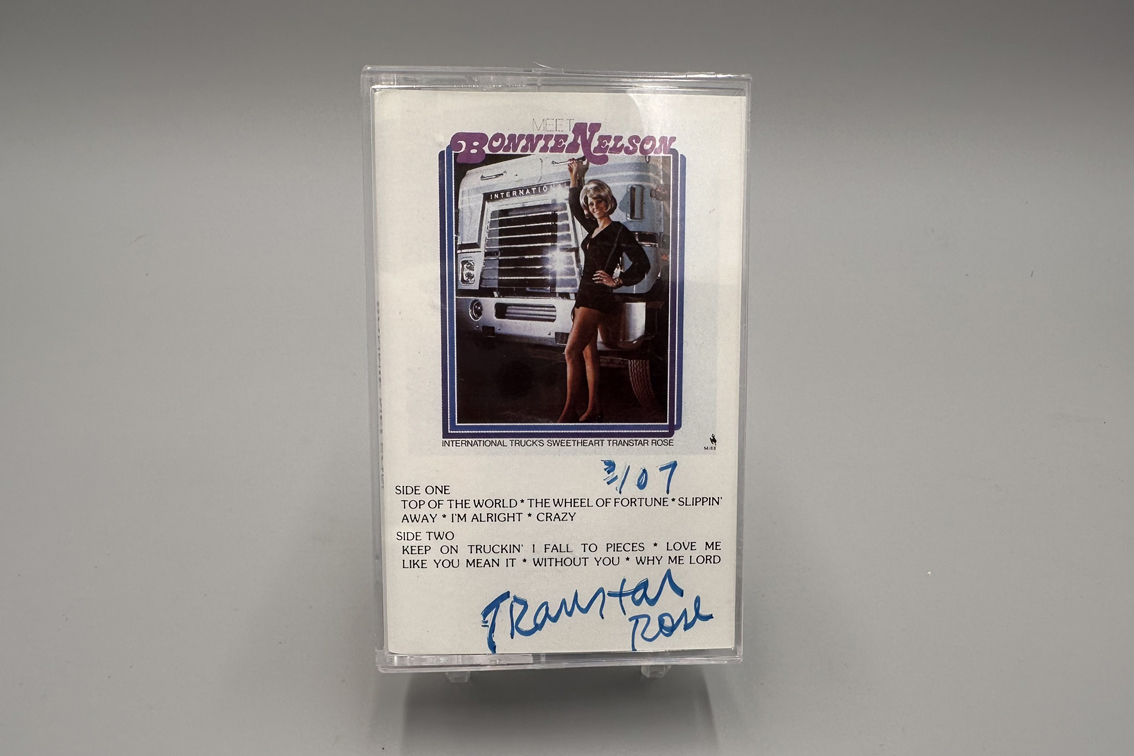 MEET
BONNIE NELSON
INTERNATIONAL
INTERNATIONAL TRUCK'S SWEETHEART TRANSTAR ROSE
/07
SIDE ONE
TOP OF THE WORLD * THE WHEEL OF FORTUNE * SLIPPIN'
AWAY * I'M ALRIGHT * CRAZY
SIDE TWO
KEEP ON TRUCKIN' I FALL TO PIECES * LOVE ME
LIKE YOU MEAN IT * WITHOUT YOU * WHY ME LORD
Transtar
Rose